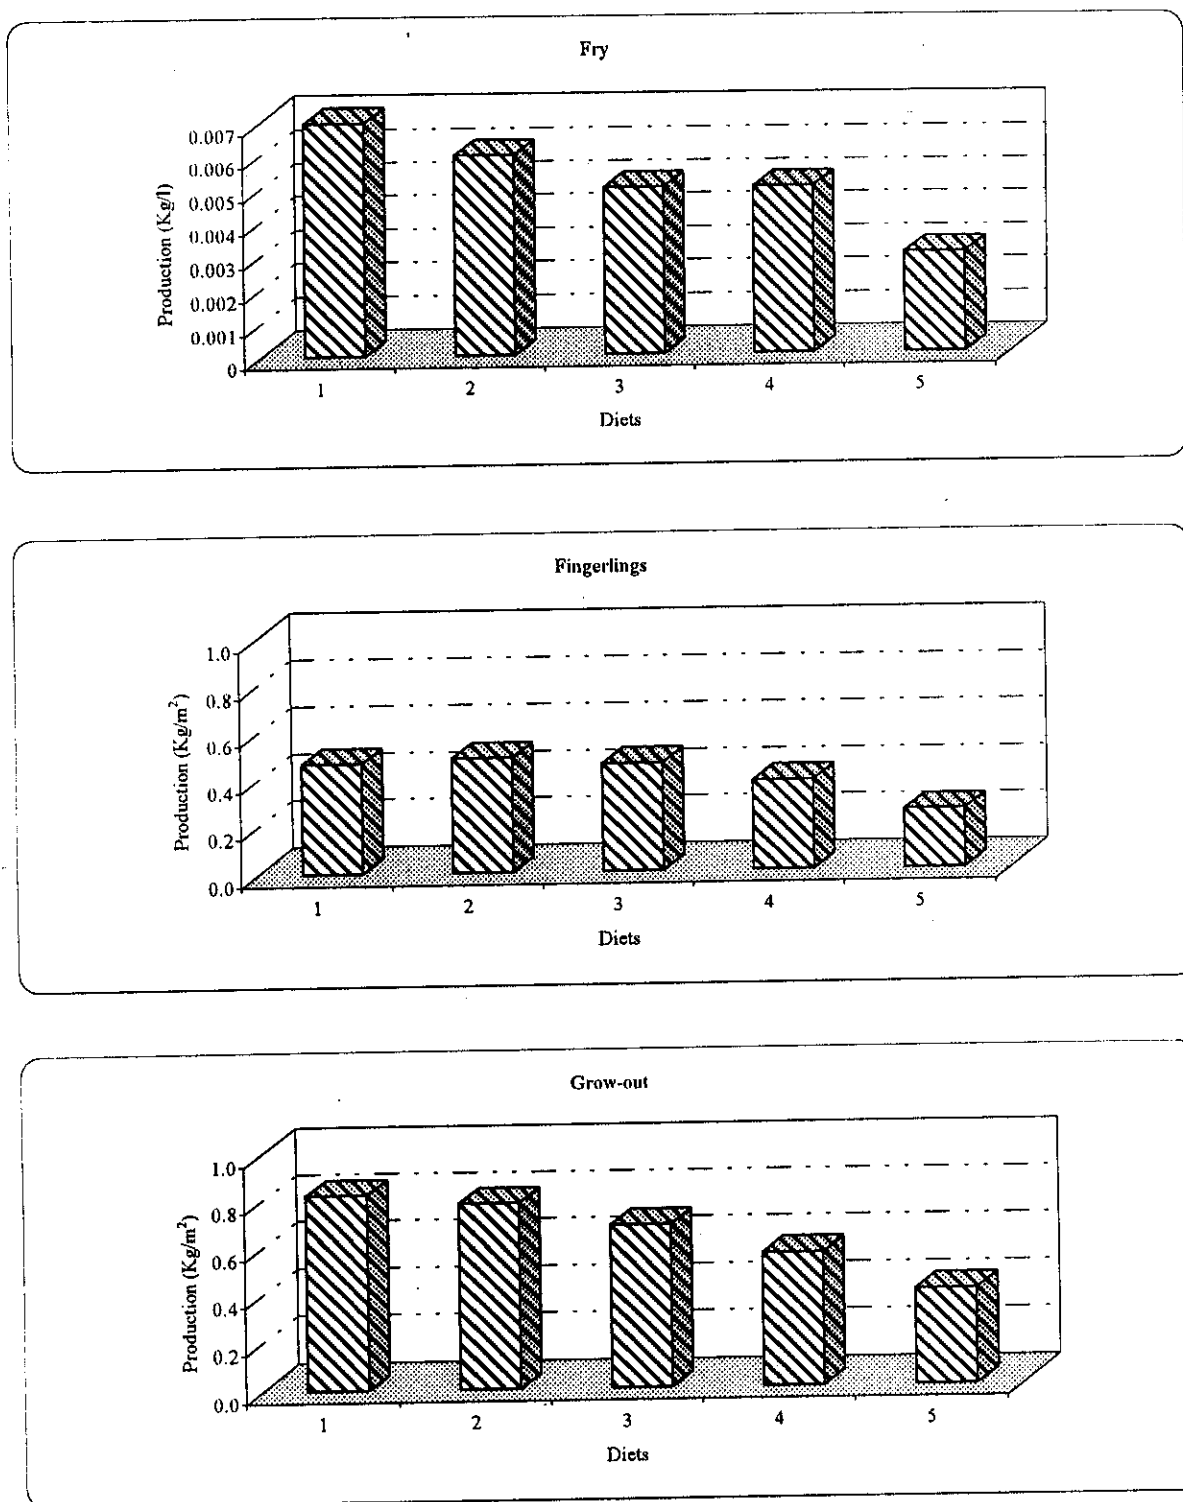 Fry
Production (Kg/l)
0.007
0.006
0.005
0.004
0.003
0.002
0.001
0
1 2 3 4 5
Diets
Fingerlings
Production (Kg/m²)
1.0
0.8
0.6
0.4
0.2
0.0
1 2 3 4 5
Diets
Grow-out
Production (Kg/m²)
1.0
0.8
0.6
0.4
0.2
0.0
1 2 3 4 5
Diets